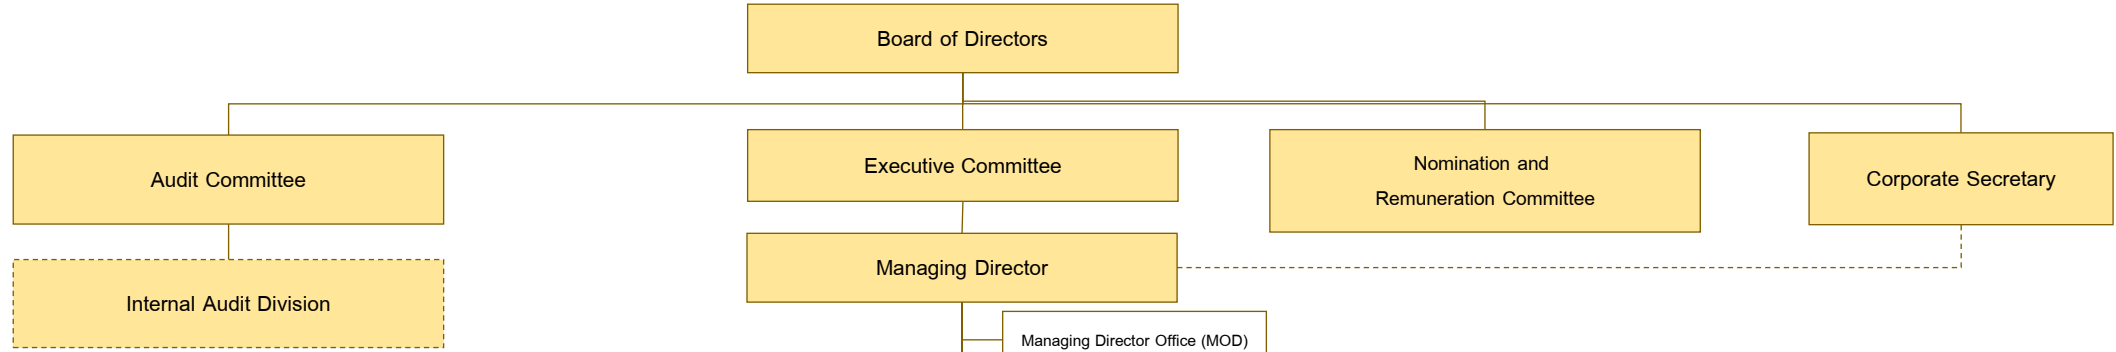 Board of Directors
Audit Committee
Executive Committee
Nomination and
Remuneration Committee
Corporate Secretary
Managing Director
Internal Audit Division
Managing Director Office (MOD)